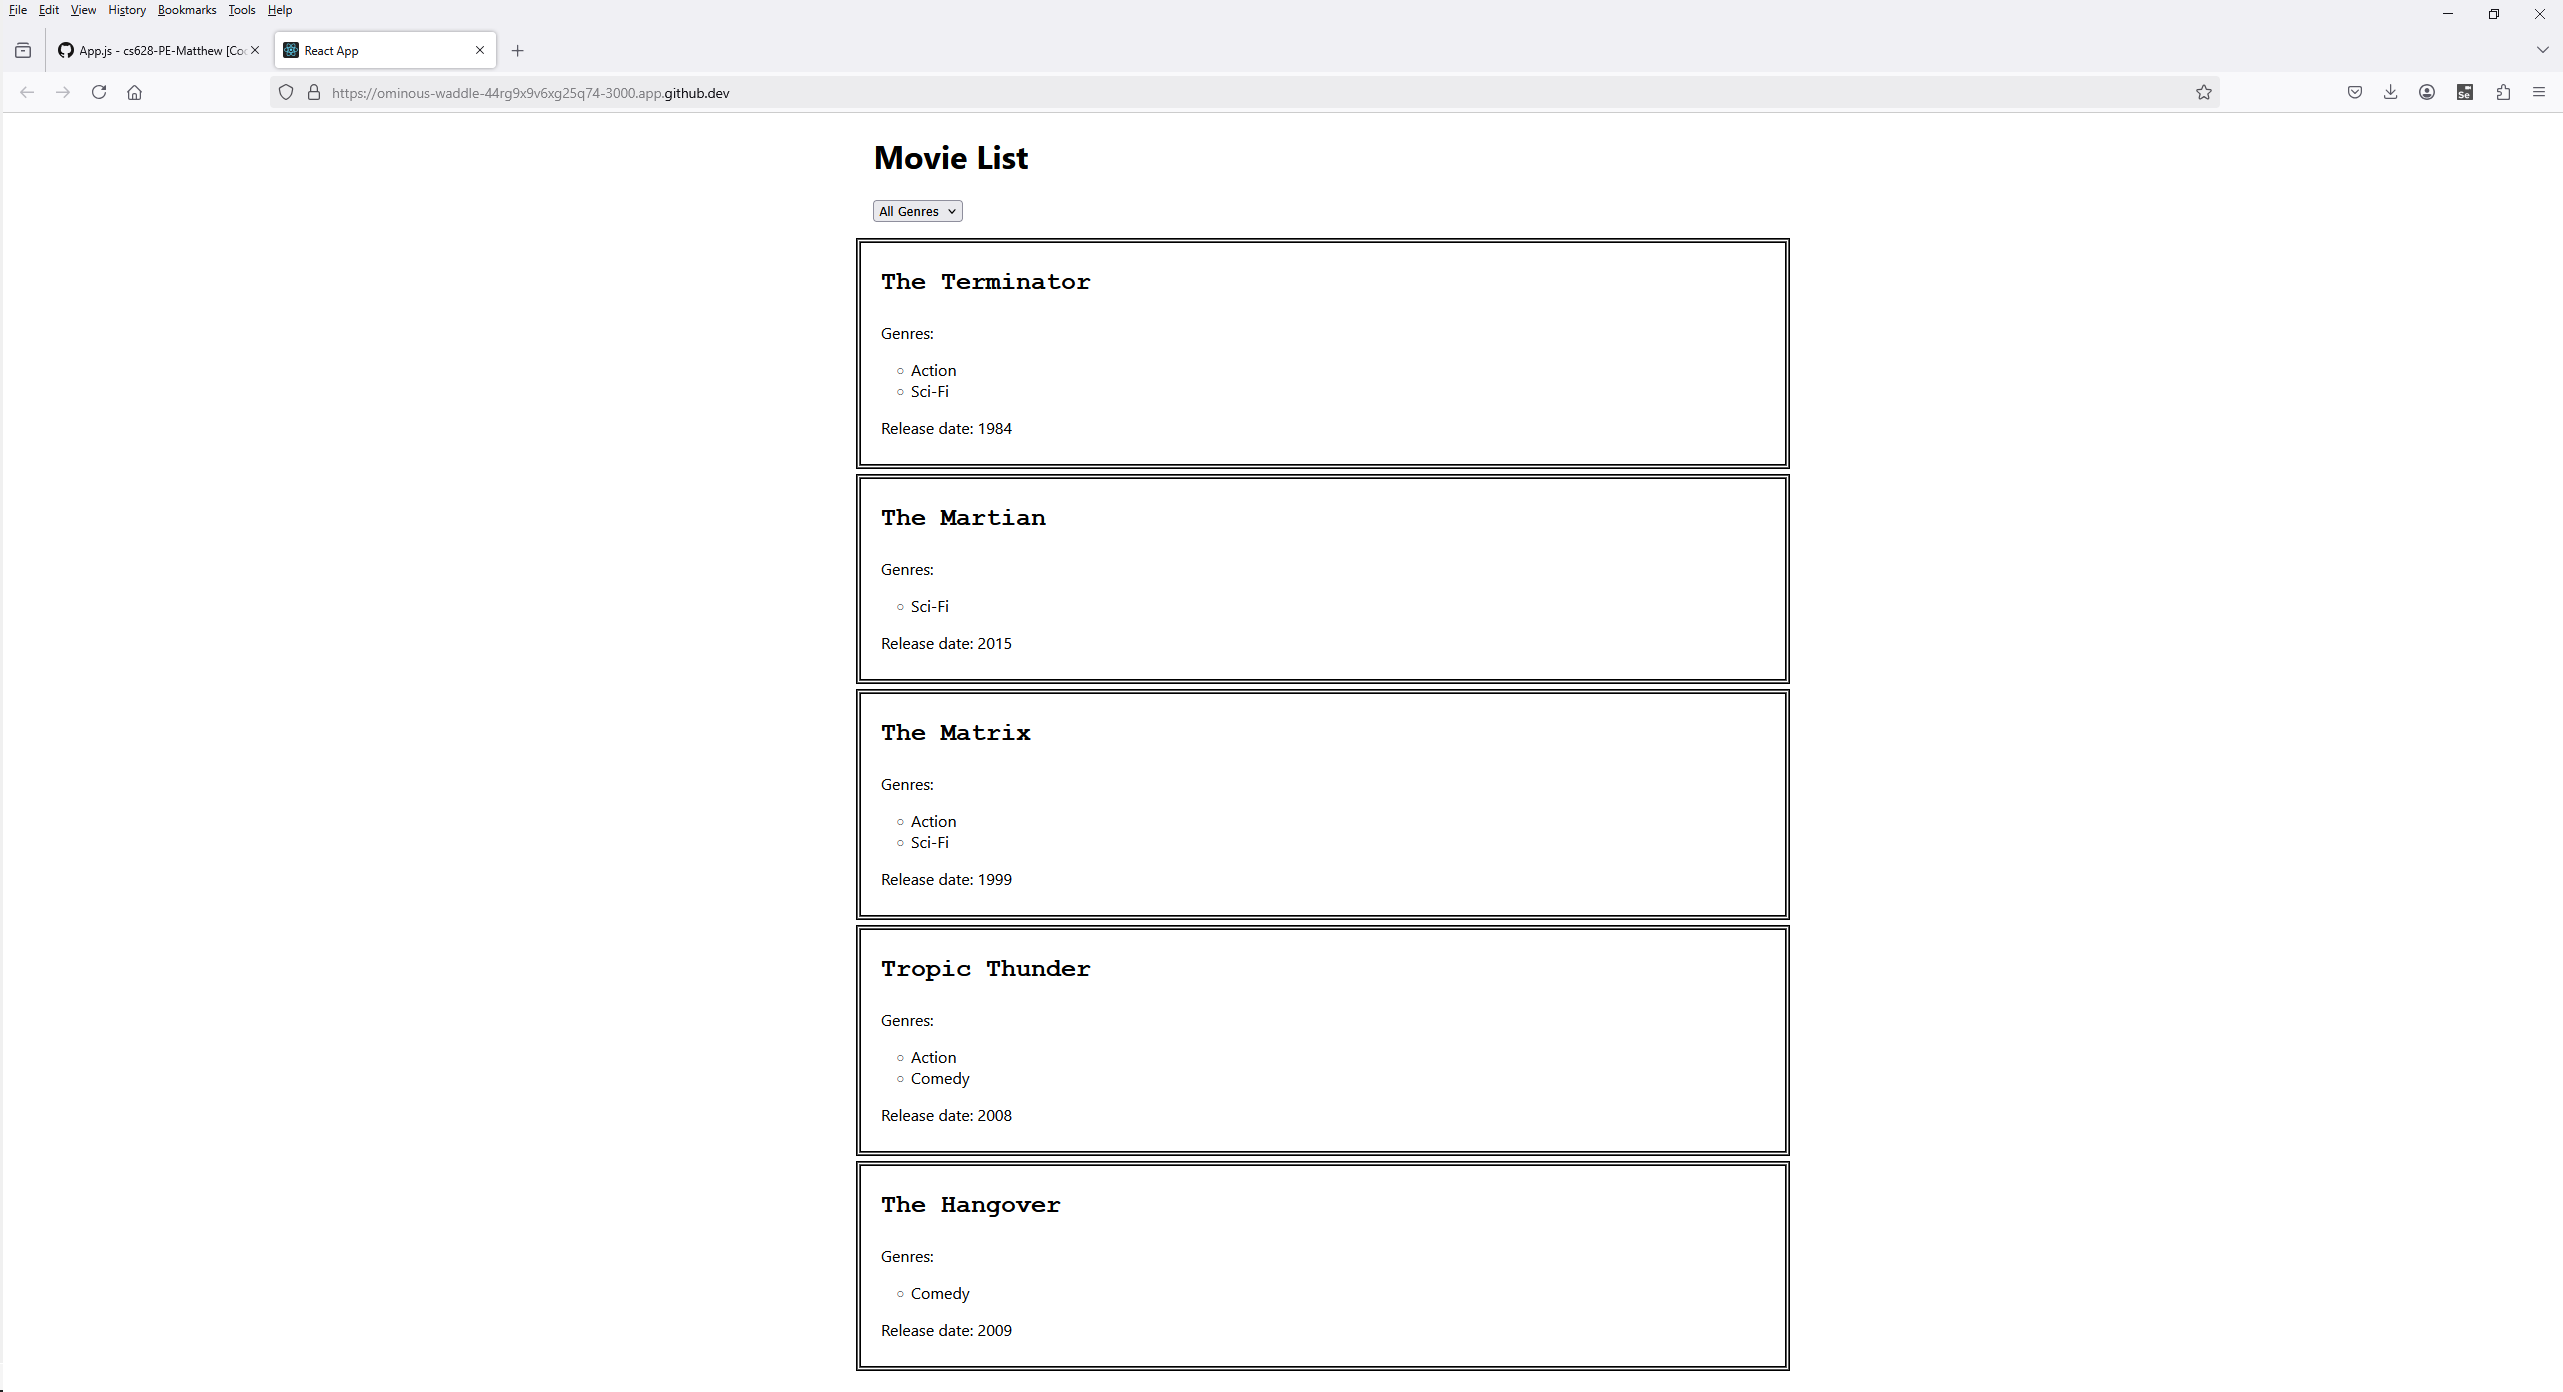 File Edit View History Bookmarks Tools Help
App.js - cs628-PE-Matthew [Co
React App
https://ominous-waddle-44rg9x9v6xg25q74-3000.app.github.dev
Se
Movie List
All Genres
The Terminator
Genres:
Action
Sci-Fi
Release date: 1984
The Martian
Genres:
Sci-Fi
Release date: 2015
The Matrix
Genres:
Action
Sci-Fi
Release date: 1999
Tropic Thunder
Genres:
Action
Comedy
Release date: 2008
The Hangover
Genres:
Comedy
Release date: 2009